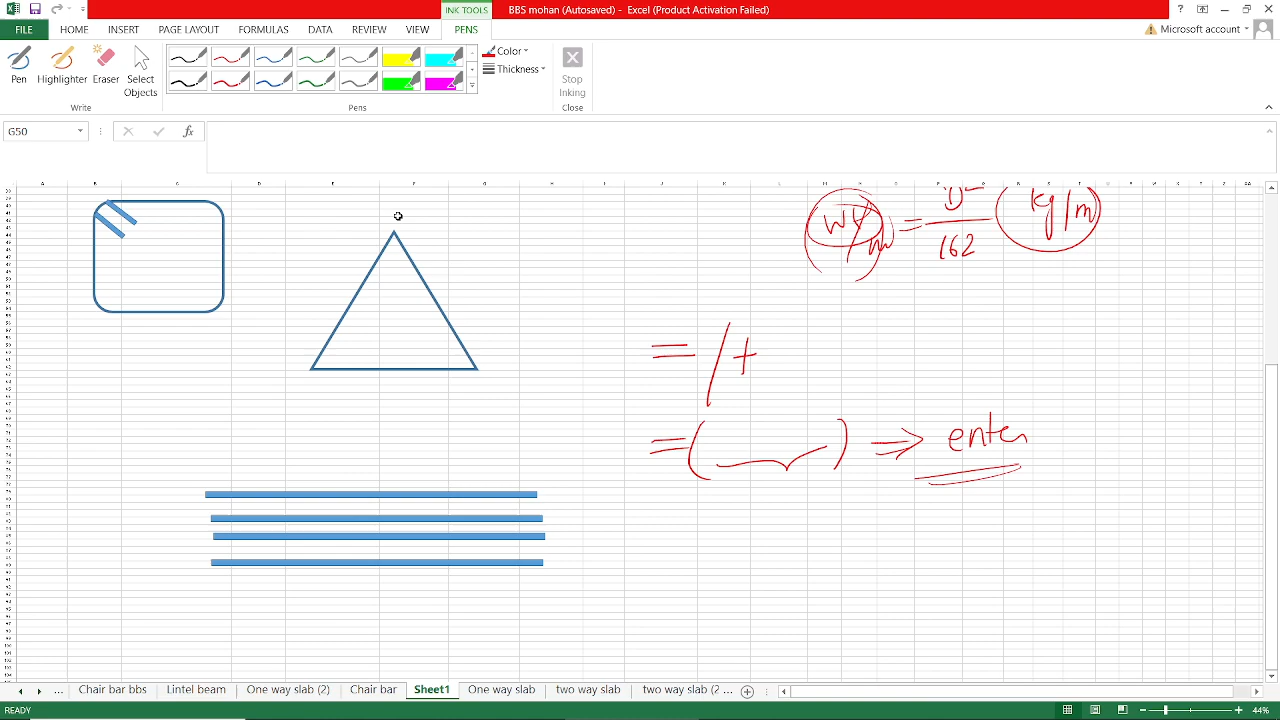 INK TOOLS
BBS mohan (Autosaved) - Excel (Product Activation Failed)
FILE HOME INSERT PAGE LAYOUT FORMULAS DATA REVIEW VIEW PENS
Microsoft account
Pen Highlighter Eraser Select Objects
Color
Thickness
Stop Inking
Write Pens Close
G50
fx
= D² kg/m
162
= / +
= ( ) ⇒ enter
... Chair bar bbs Lintel beam One way slab (2) Chair bar Sheet1 One way slab two way slab two way slab (2 ...
READY
44%